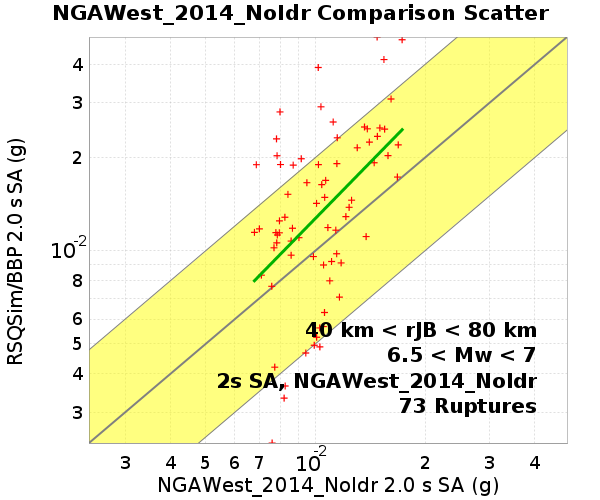 NGAWest_2014_NoIdr Comparison Scatter
RSQSim/BBP 2.0 s SA (g)
4
3
2
10-2
8
6
5
4
3
40 km < rJB < 80 km
6.5 < Mw < 7
2s SA, NGAWest_2014_NoIdr
73 Ruptures
3 4 5 6 7 10-2 2 3 4
NGAWest_2014_NoIdr 2.0 s SA (g)